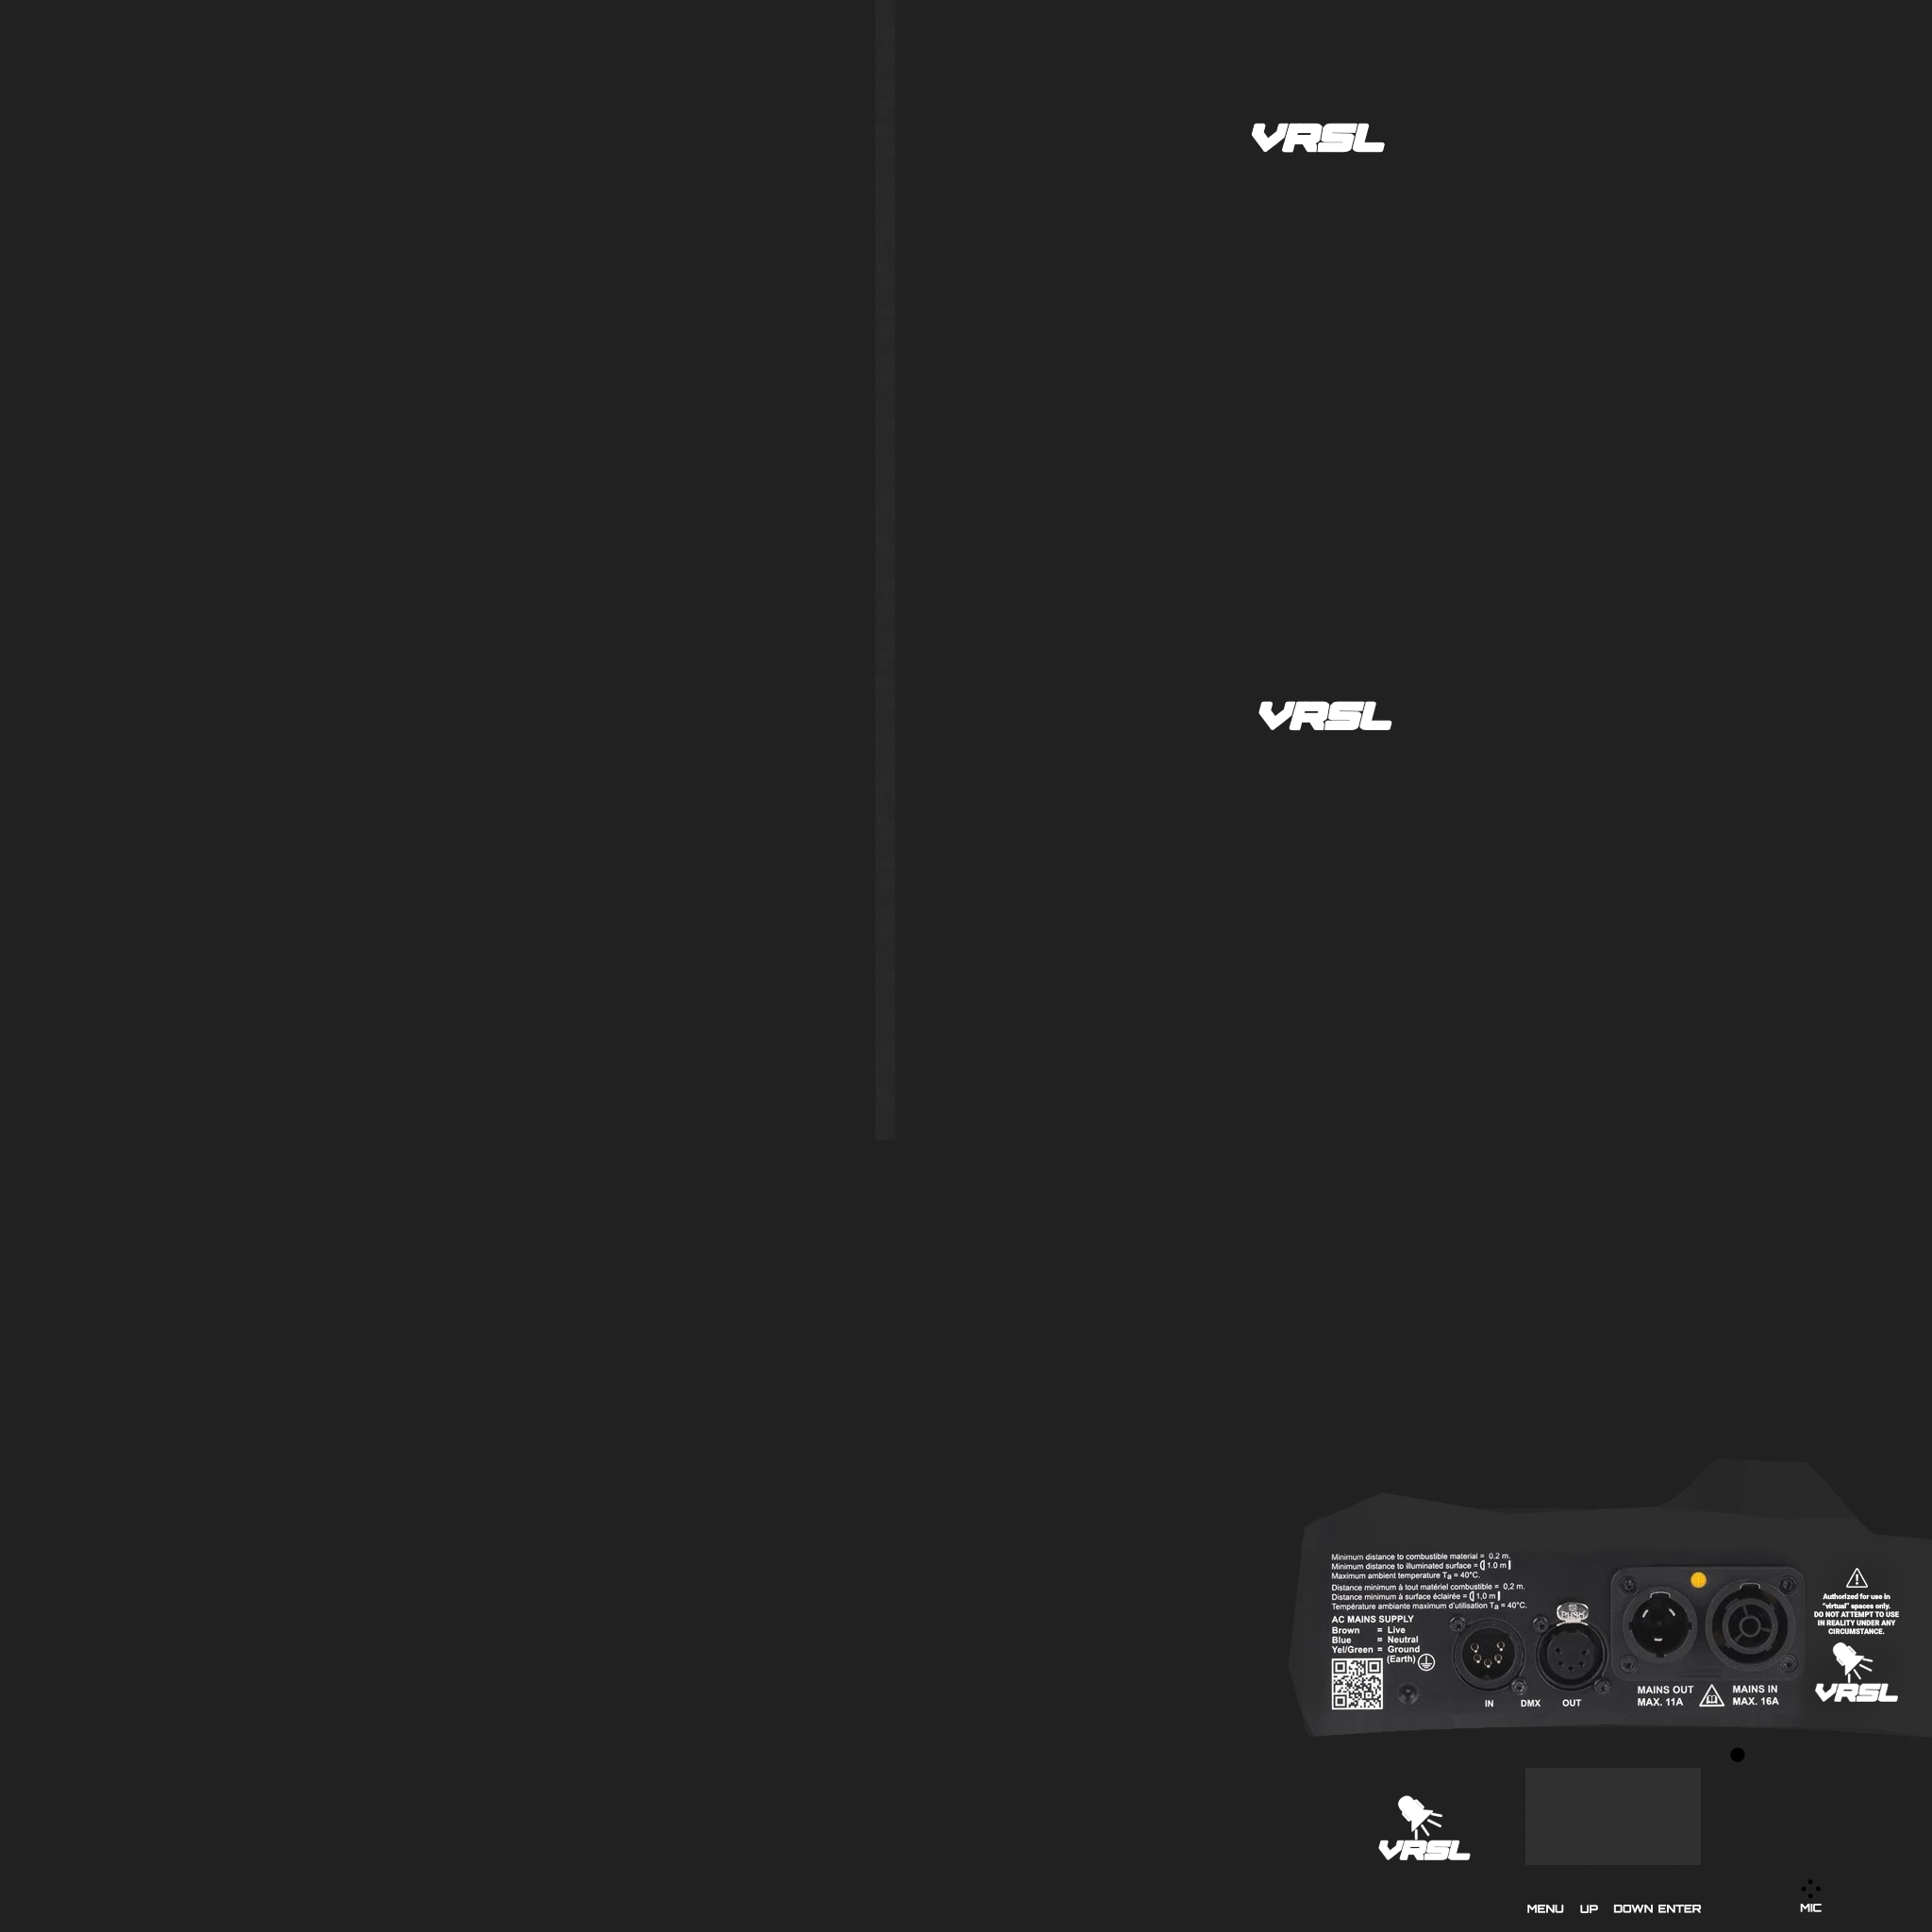 VRSL
VRSL
Minimum distance to combustible material = 0.2 m.
Minimum distance to illuminated surface = 1.0 m
Maximum ambient temperature Ta = 40°C.
Distance minimum à tout matériel combustible = 0,2 m.
Distance minimum à surface éclairée = 1,0 m
Température ambiante maximum d'utilisation Ta = 40°C.
AC MAINS SUPPLY
Brown = Live
Blue = Neutral
Yel/Green = Ground
(Earth)
PUSH
IN DMX OUT
MAINS OUT
MAX. 11A
MAINS IN
MAX. 16A
Authorized for use in
"virtual" spaces only.
DO NOT ATTEMPT TO USE
IN REALITY UNDER ANY
CIRCUMSTANCE.
VRSL
VRSL
MENU UP DOWN ENTER
MIC